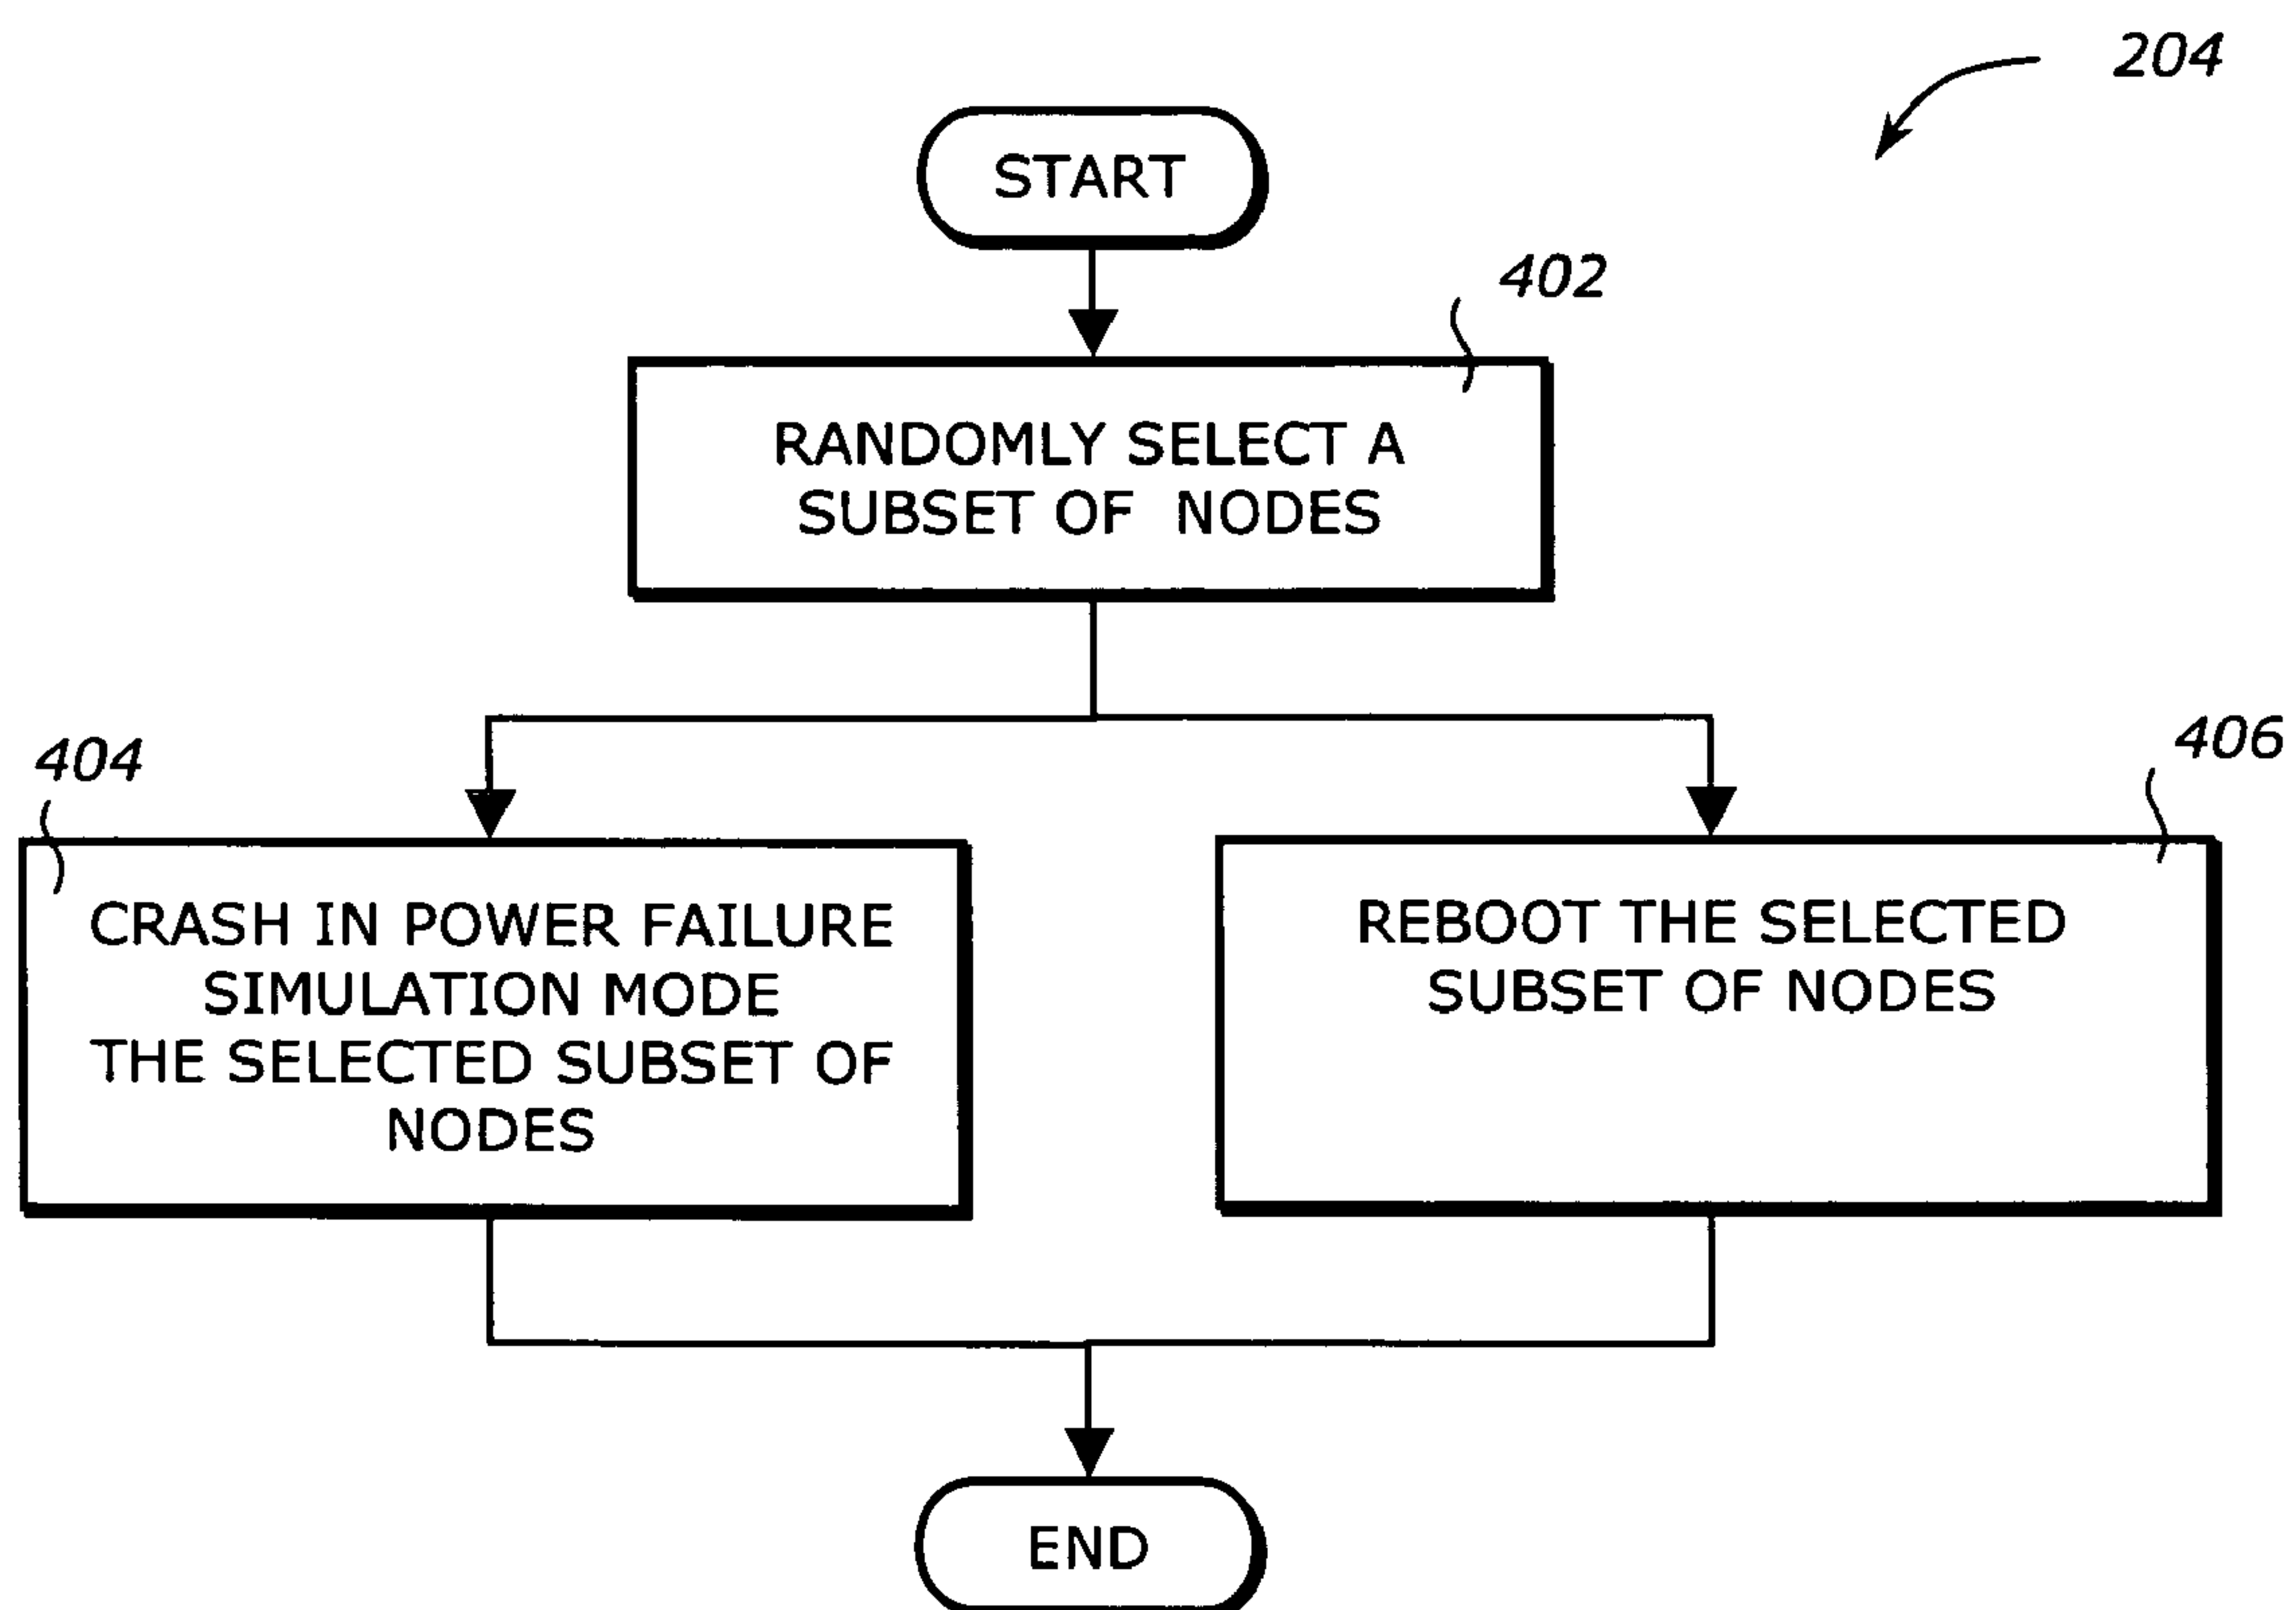 204
START
402
RANDOMLY SELECT A
SUBSET OF NODES
404
CRASH IN POWER FAILURE
SIMULATION MODE
THE SELECTED SUBSET OF
NODES
406
REBOOT THE SELECTED
SUBSET OF NODES
END